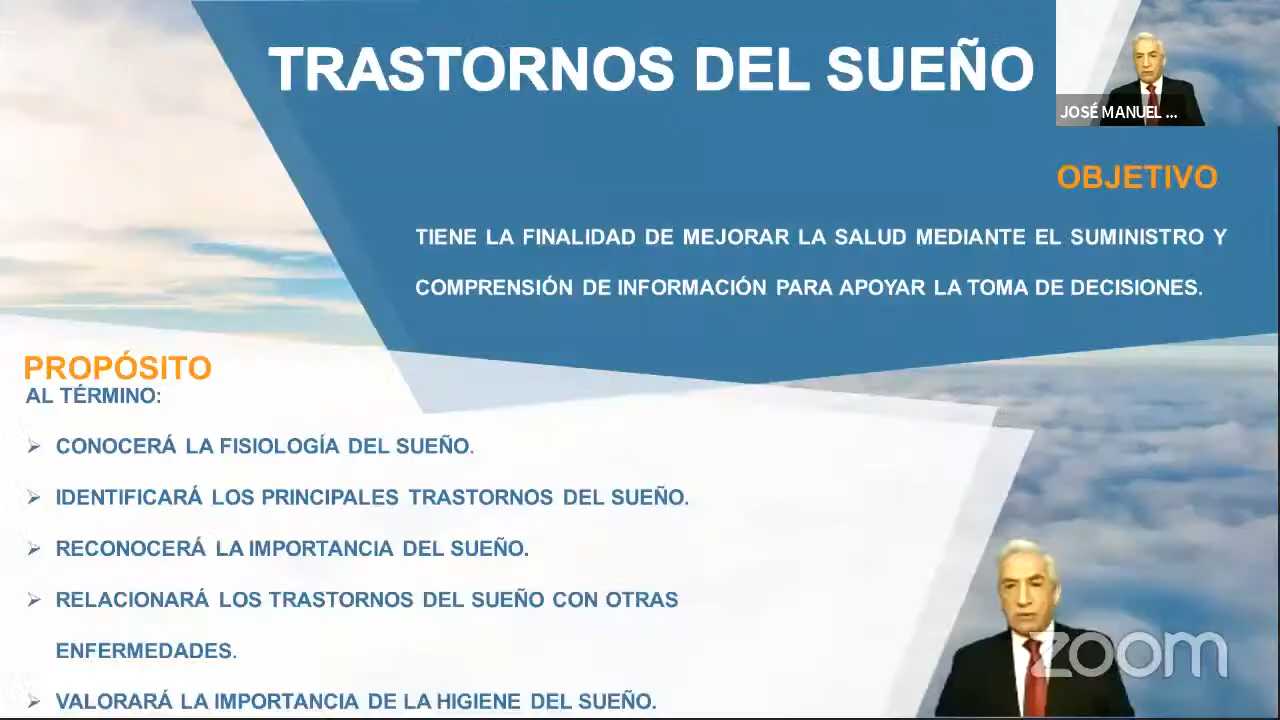 TRASTORNOS DEL SUEÑO
JOSÉ MANUEL ...
OBJETIVO
TIENE LA FINALIDAD DE MEJORAR LA SALUD MEDIANTE EL SUMINISTRO Y
COMPRENSIÓN DE INFORMACIÓN PARA APOYAR LA TOMA DE DECISIONES.
PROPÓSITO
AL TÉRMINO:
CONOCERÁ LA FISIOLOGÍA DEL SUEÑO.
IDENTIFICARÁ LOS PRINCIPALES TRASTORNOS DEL SUEÑO.
RECONOCERÁ LA IMPORTANCIA DEL SUEÑO.
RELACIONARÁ LOS TRASTORNOS DEL SUEÑO CON OTRAS
ENFERMEDADES.
VALORARÁ LA IMPORTANCIA DE LA HIGIENE DEL SUEÑO.
zoom